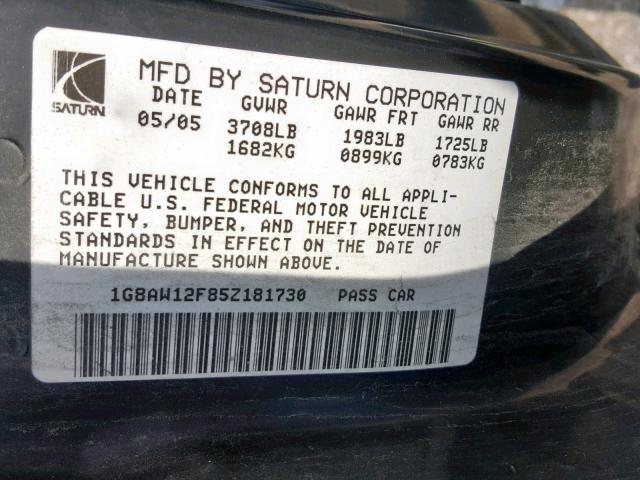 SATURN
MFD BY SATURN CORPORATION
DATE GVWR GAWR FRT GAWR RR
05/05 3708LB 1983LB 1725LB
1682KG 0899KG 0783KG
THIS VEHICLE CONFORMS TO ALL APPLI-
CABLE U.S. FEDERAL MOTOR VEHICLE
SAFETY, BUMPER, AND THEFT PREVENTION
STANDARDS IN EFFECT ON THE DATE OF
MANUFACTURE SHOWN ABOVE.
1G8AW12F85Z181730 PASS CAR